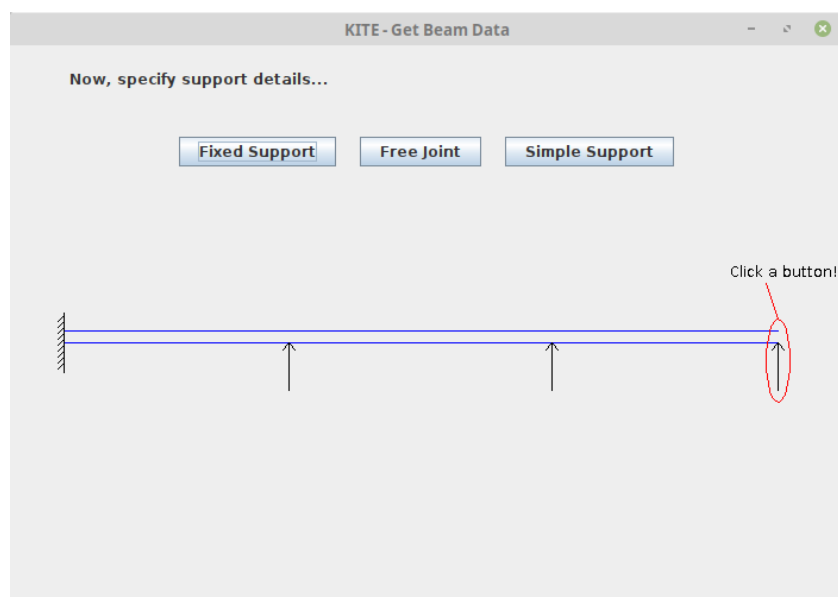 KITE - Get Beam Data
Now, specify support details...
Fixed Support
Free Joint
Simple Support
Click a button!